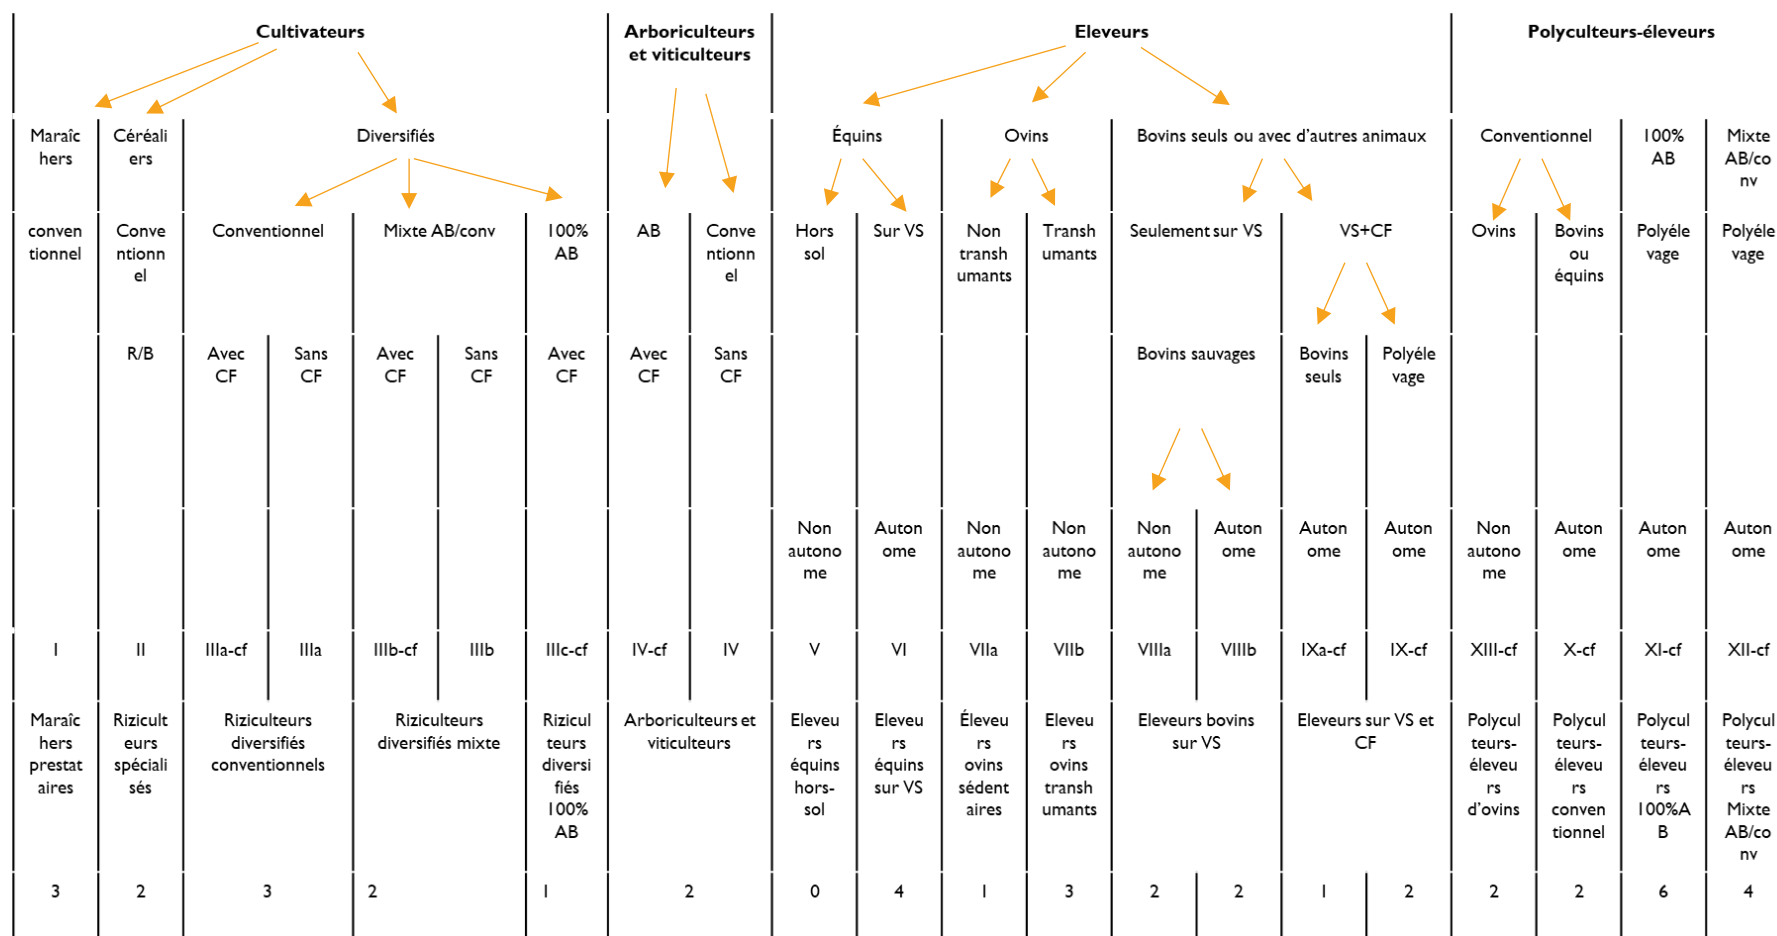 Cultivateurs
Arboriculteurs
et viticulteurs
Eleveurs
Polyculteurs-éleveurs
Maraîc
hers
Céréali
ers
Diversifiés
Équins
Ovins
Bovins seuls ou avec d'autres animaux
Conventionnel
100%
AB
Mixte
AB/co
nv
conven
tionnel
Conve
ntionn
el
Conventionnel
Mixte AB/conv
100%
AB
AB
Conve
ntionn
el
Hors
sol
Sur VS
Non
transh
umants
Transh
umants
Seulement sur VS
VS+CF
Ovins
Bovins
ou
équins
Polyéle
vage
Polyéle
vage
R/B
Avec
CF
Sans
CF
Avec
CF
Sans
CF
Avec
CF
Avec
CF
Sans
CF
Bovins sauvages
Bovins
seuls
Polyéle
vage
Non
autono
me
Auton
ome
Non
autono
me
Non
autono
me
Non
autono
me
Auton
ome
Auton
ome
Auton
ome
Non
autono
me
Auton
ome
Auton
ome
Auton
ome
I
II
IIIa-cf
IIIa
IIIb-cf
IIIb
IIIc-cf
IV-cf
IV
V
VI
VIIa
VIIb
VIIIa
VIIIb
IXa-cf
IX-cf
XIII-cf
X-cf
XI-cf
XII-cf
Maraîc
hers
prestat
aires
Rizicult
eurs
spéciali
sés
Riziculteurs
diversifiés
conventionnels
Riziculteurs
diversifiés mixte
Rizicul
teurs
diversi
fiés
100%
AB
Arboriculteurs et
viticulteurs
Eleveu
rs
équins
hors-
sol
Eleveu
rs
équins
sur VS
Éleveu
rs
ovins
sédent
aires
Eleveu
rs
ovins
transh
umants
Eleveurs bovins
sur VS
Eleveurs sur VS et
CF
Polycul
teurs-
éleveu
rs
d'ovins
Polycul
teurs-
éleveu
rs
conven
tionnel
Polycul
teurs-
éleveu
rs
100%A
B
Polycul
teurs-
éleveu
rs
Mixte
AB/co
nv
3
2
3
2
1
2
0
4
1
3
2
2
1
2
2
2
6
4